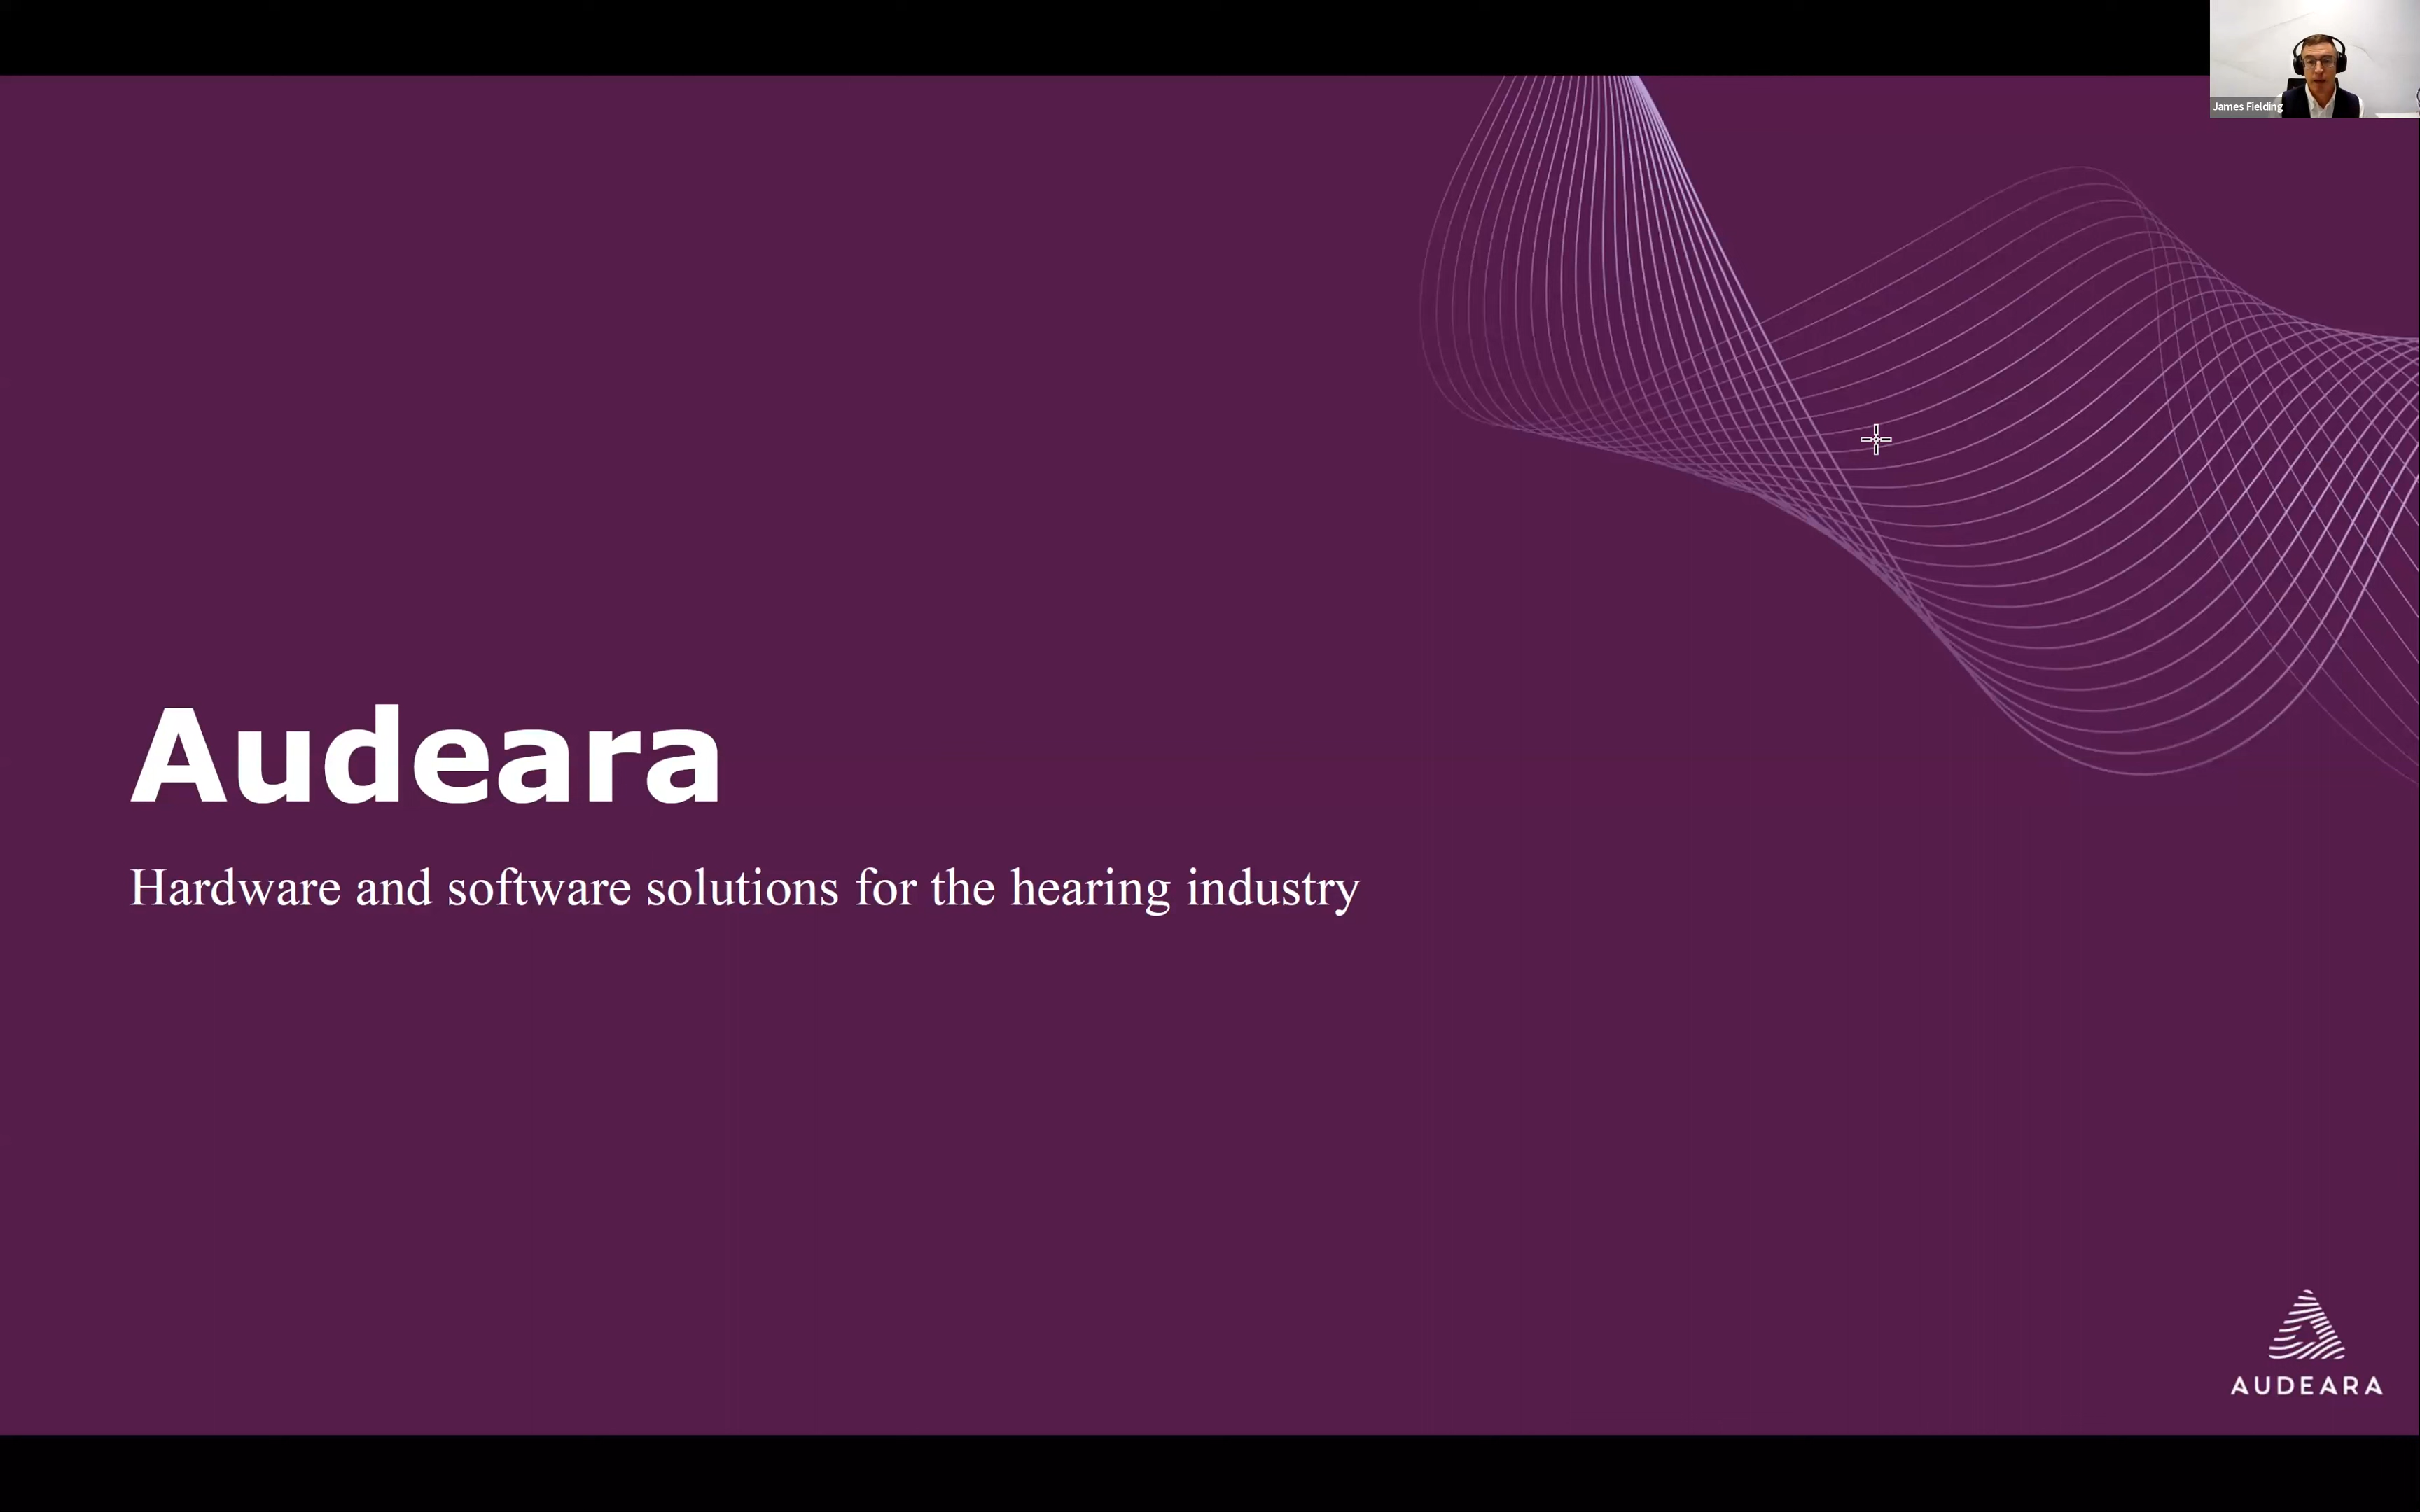 James Fielding
Audeara
Hardware and software solutions for the hearing industry
AUDEARA